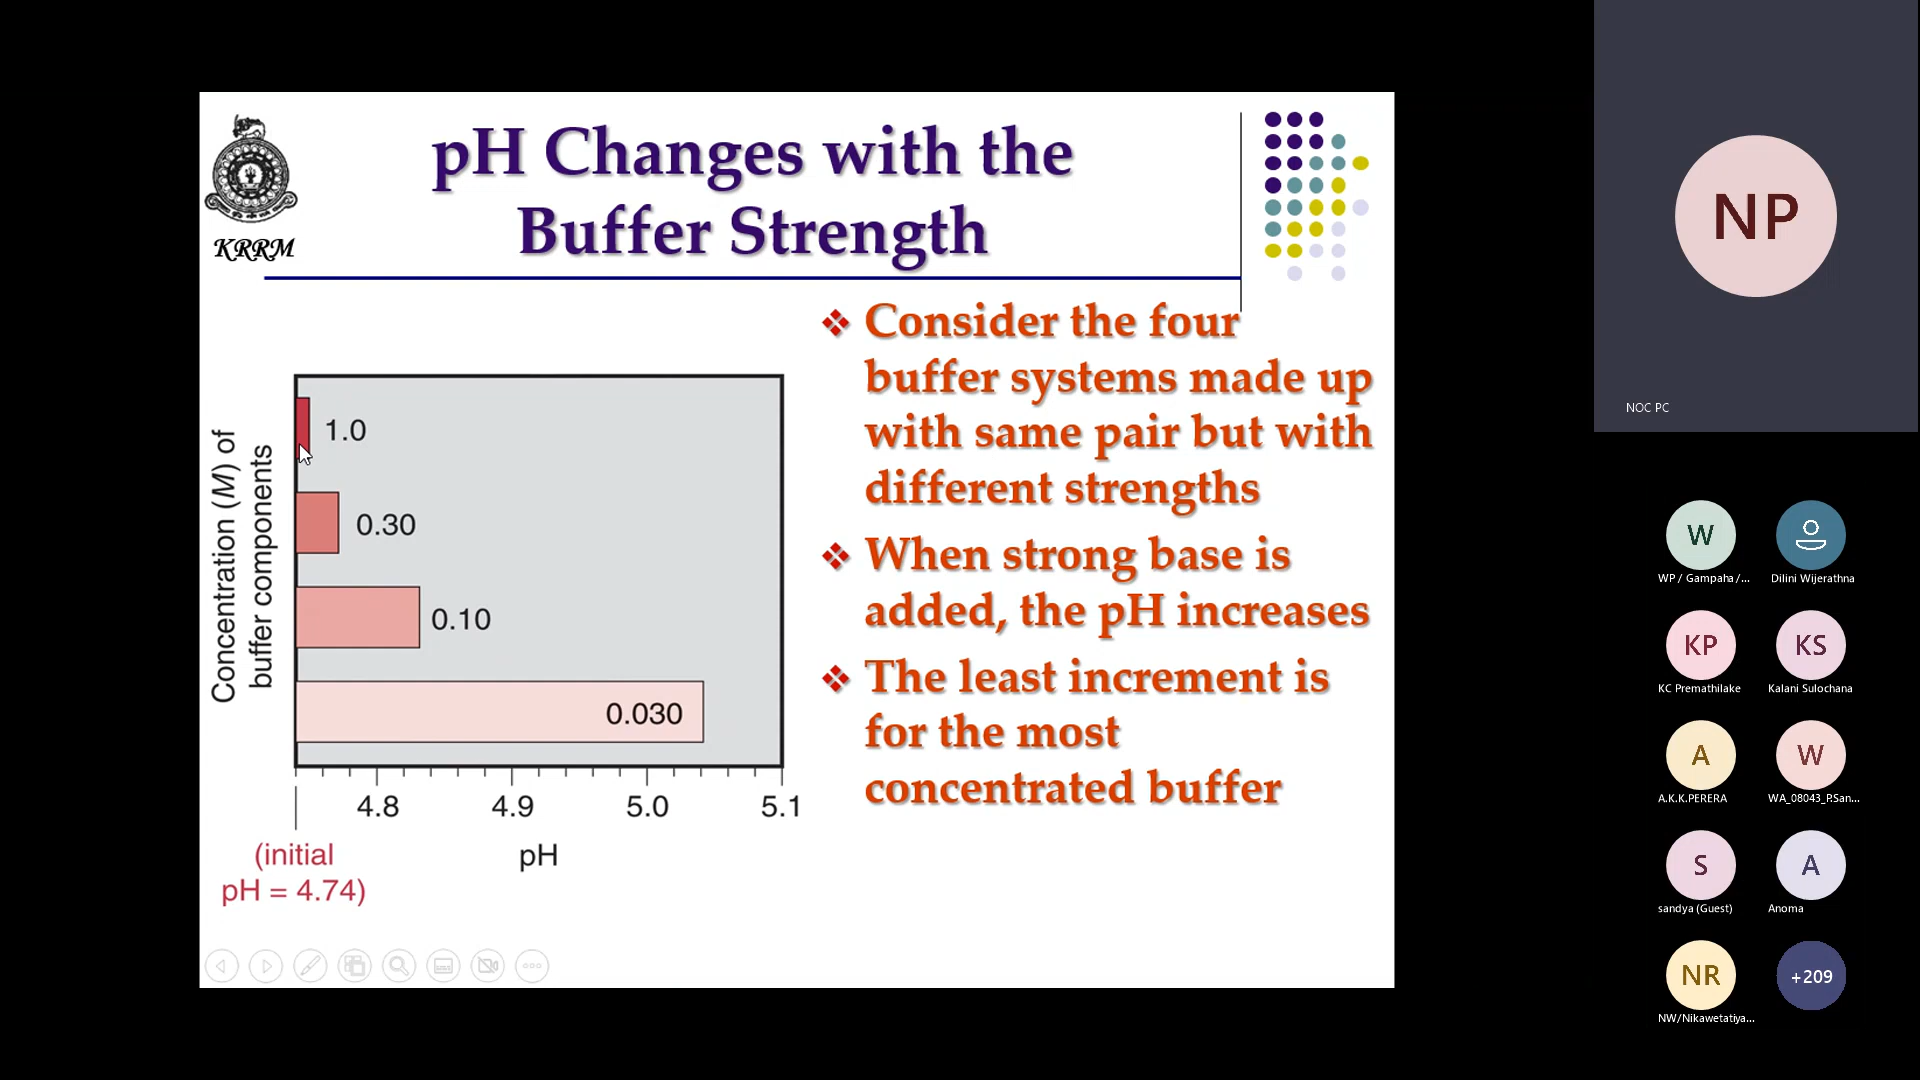 pH Changes with the
Buffer Strength
KRRM
Consider the four
buffer systems made up
with same pair but with
different strengths
When strong base is
added, the pH increases
The least increment is
for the most
concentrated buffer
Concentration (M) of
buffer components
1.0
0.30
0.10
0.030
4.8 4.9 5.0 5.1
(initial
pH = 4.74)
pH
NP
NOC PC
W
WP / Gampaha /...
Dilini Wijerathna
KP
KC Premathilake
KS
Kalani Sulochana
A
A.K.K.PERERA
W
WA_08043_P.San...
S
sandya (Guest)
A
Anoma
NR
NW/Nikawetatiya...
+209